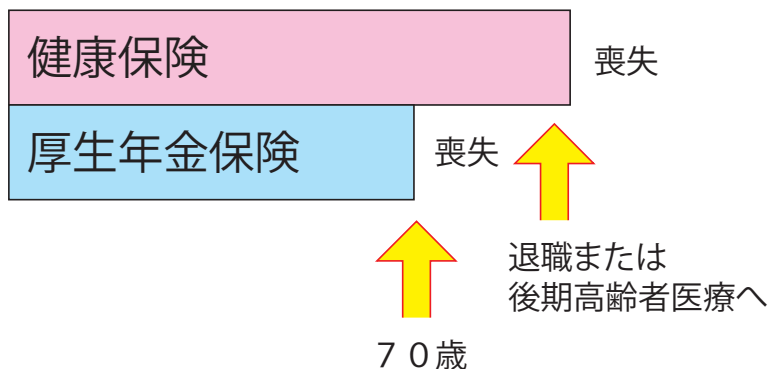 健康保険
喪失
厚生年金保険
喪失
退職または
後期高齢者医療へ
７０歳